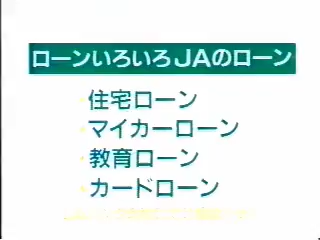 ローンいろいろJAのローン
・住宅ローン
・マイカーローン
・教育ローン
・カードローン